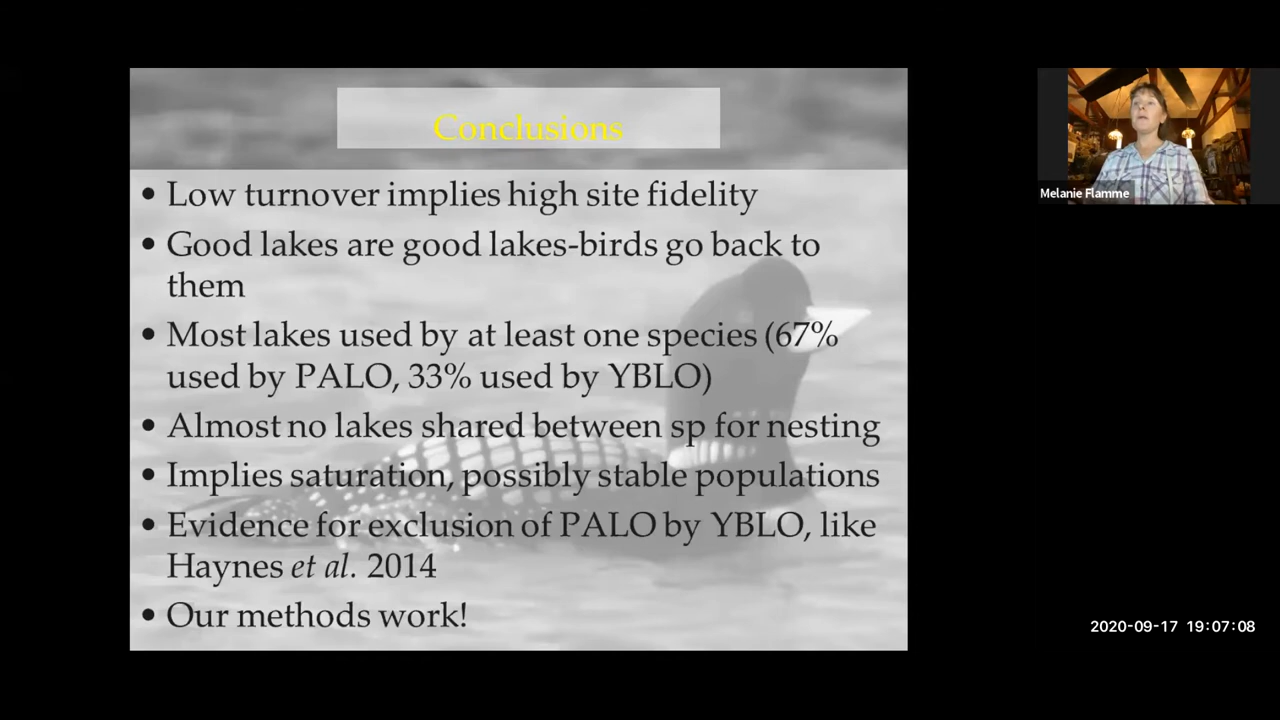 Conclusions
• Low turnover implies high site fidelity
• Good lakes are good lakes-birds go back to
them
• Most lakes used by at least one species (67%
used by PALO, 33% used by YBLO)
• Almost no lakes shared between sp for nesting
• Implies saturation, possibly stable populations
• Evidence for exclusion of PALO by YBLO, like
Haynes et al. 2014
• Our methods work!
Melanie Flamme
2020-09-17 19:07:08